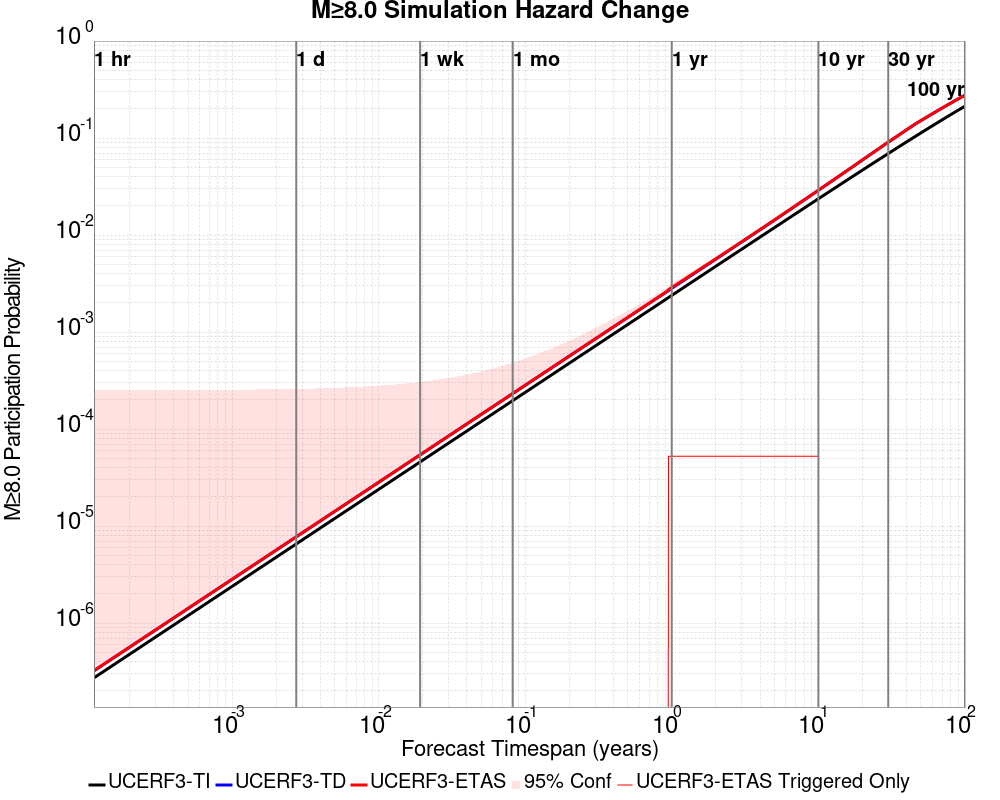 M≥8.0 Simulation Hazard Change
10^0
10^-1
10^-2
10^-3
10^-4
10^-5
10^-6
M≥8.0 Participation Probability
1 hr 1 d 1 wk 1 mo 1 yr 10 yr 30 yr
100 yr
10^-3 10^-2 10^-1 10^0 10^1 10^2
Forecast Timespan (years)
UCERF3-TI UCERF3-TD UCERF3-ETAS 95% Conf UCERF3-ETAS Triggered Only